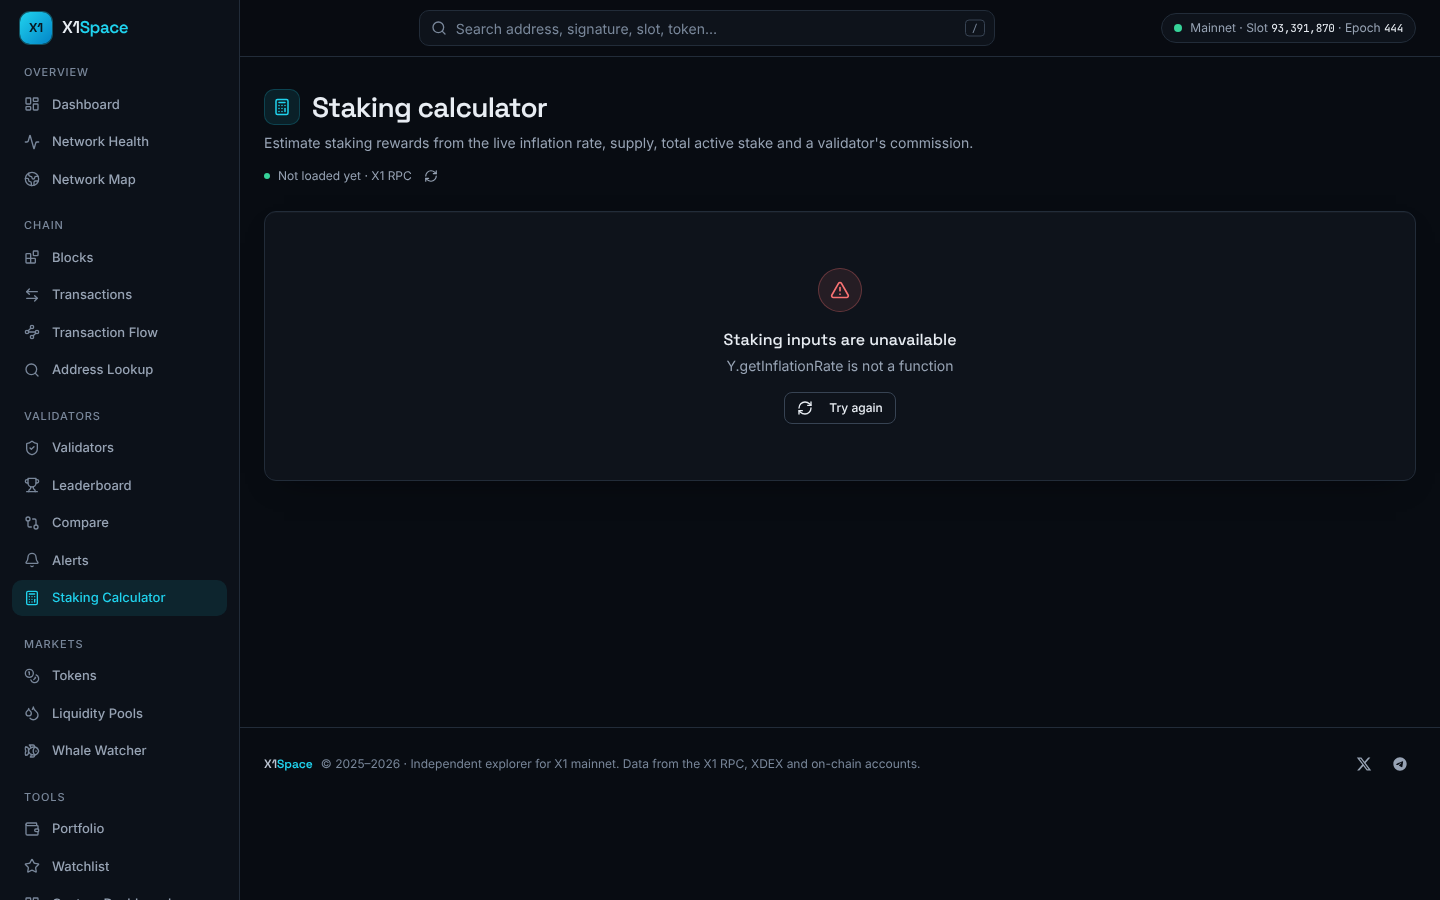 X1 X1Space
Search address, signature, slot, token... /
Mainnet · Slot 93,391,870 · Epoch 444
OVERVIEW
Dashboard
Network Health
Network Map
CHAIN
Blocks
Transactions
Transaction Flow
Address Lookup
VALIDATORS
Validators
Leaderboard
Compare
Alerts
Staking Calculator
MARKETS
Tokens
Liquidity Pools
Whale Watcher
TOOLS
Portfolio
Watchlist
Staking calculator
Estimate staking rewards from the live inflation rate, supply, total active stake and a validator's commission.
Not loaded yet · X1 RPC
Staking inputs are unavailable
Y.getInflationRate is not a function
Try again
X1Space © 2025–2026 · Independent explorer for X1 mainnet. Data from the X1 RPC, XDEX and on-chain accounts.